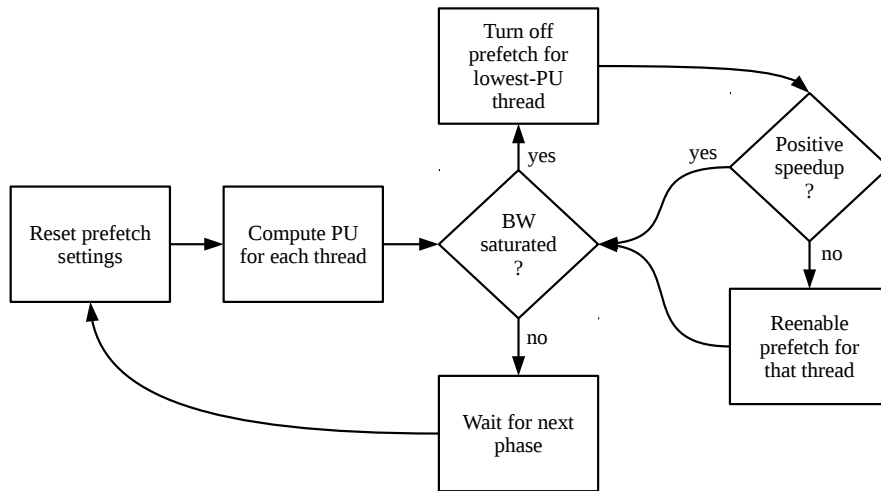 Turn off
prefetch for
lowest-PU
thread
Positive
speedup
?
yes
yes
Reset prefetch
settings
Compute PU
for each thread
BW
saturated
?
no
no
Reenable
prefetch for
that thread
Wait for next
phase